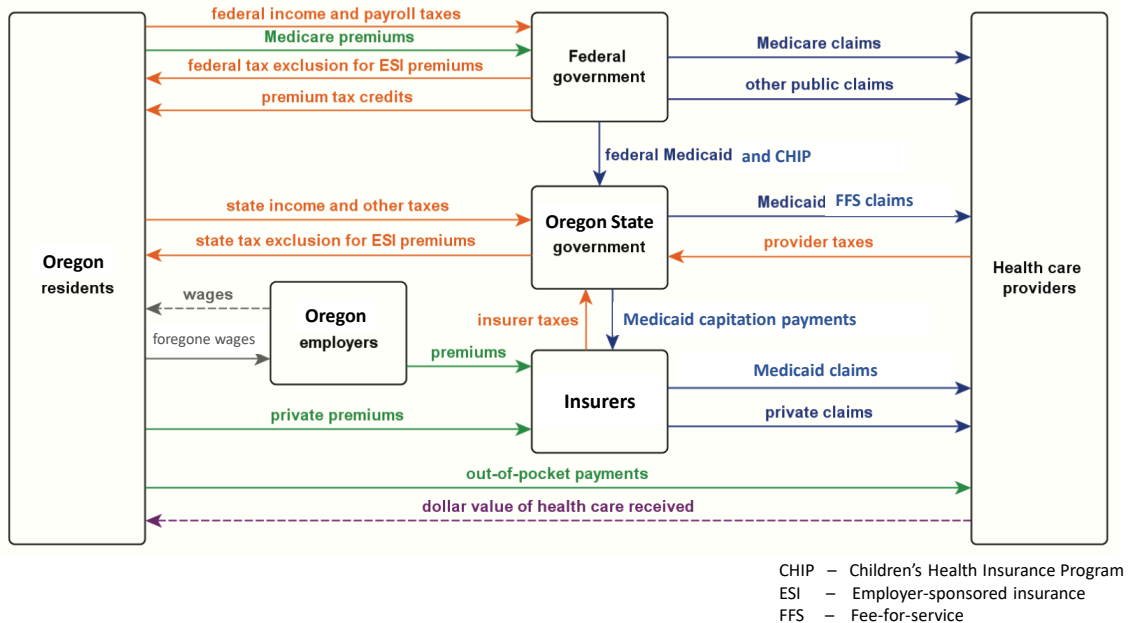 federal income and payroll taxes
Medicare premiums
federal tax exclusion for ESI premiums
premium tax credits
Federal
government
Medicare claims
other public claims
federal Medicaid and CHIP
state income and other taxes
state tax exclusion for ESI premiums
Oregon State
government
Medicaid FFS claims
provider taxes
Oregon
residents
Health care
providers
wages
foregone wages
Oregon
employers
insurer taxes
Medicaid capitation payments
premiums
private premiums
Insurers
Medicaid claims
private claims
out-of-pocket payments
dollar value of health care received
CHIP – Children's Health Insurance Program
ESI – Employer-sponsored insurance
FFS – Fee-for-service